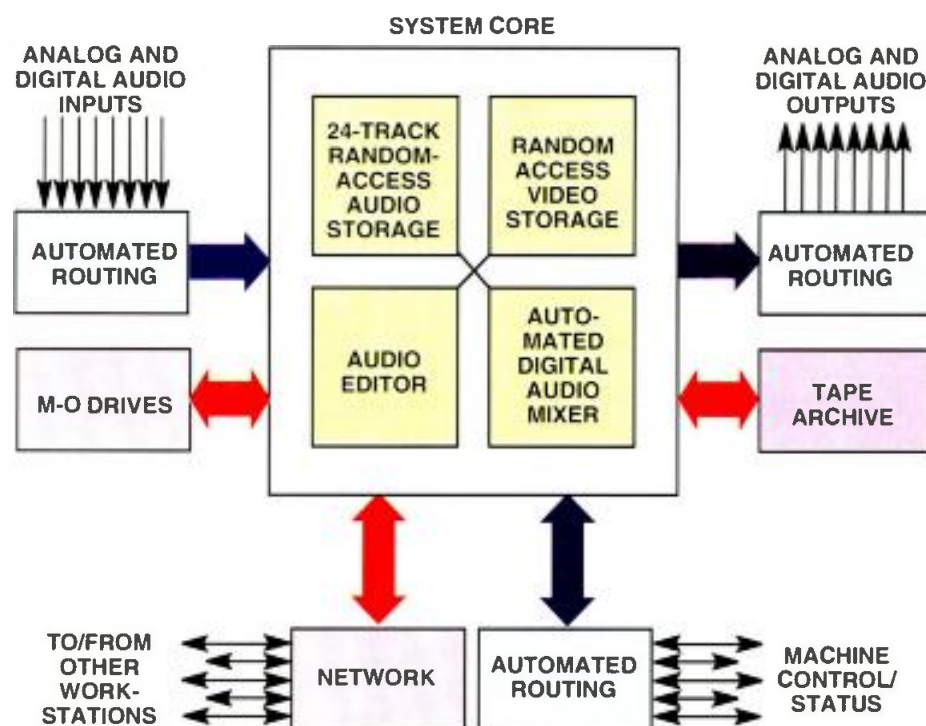 SYSTEM CORE
ANALOG AND
DIGITAL AUDIO
INPUTS
ANALOG AND
DIGITAL AUDIO
OUTPUTS
24-TRACK
RANDOM-
ACCESS
AUDIO
STORAGE
RANDOM
ACCESS
VIDEO
STORAGE
AUTOMATED
ROUTING
AUTOMATED
ROUTING
AUDIO
EDITOR
AUTO-
MATED
DIGITAL
AUDIO
MIXER
M-O DRIVES
TAPE
ARCHIVE
TO/FROM
OTHER
WORK-
STATIONS
NETWORK
AUTOMATED
ROUTING
MACHINE
CONTROL/
STATUS